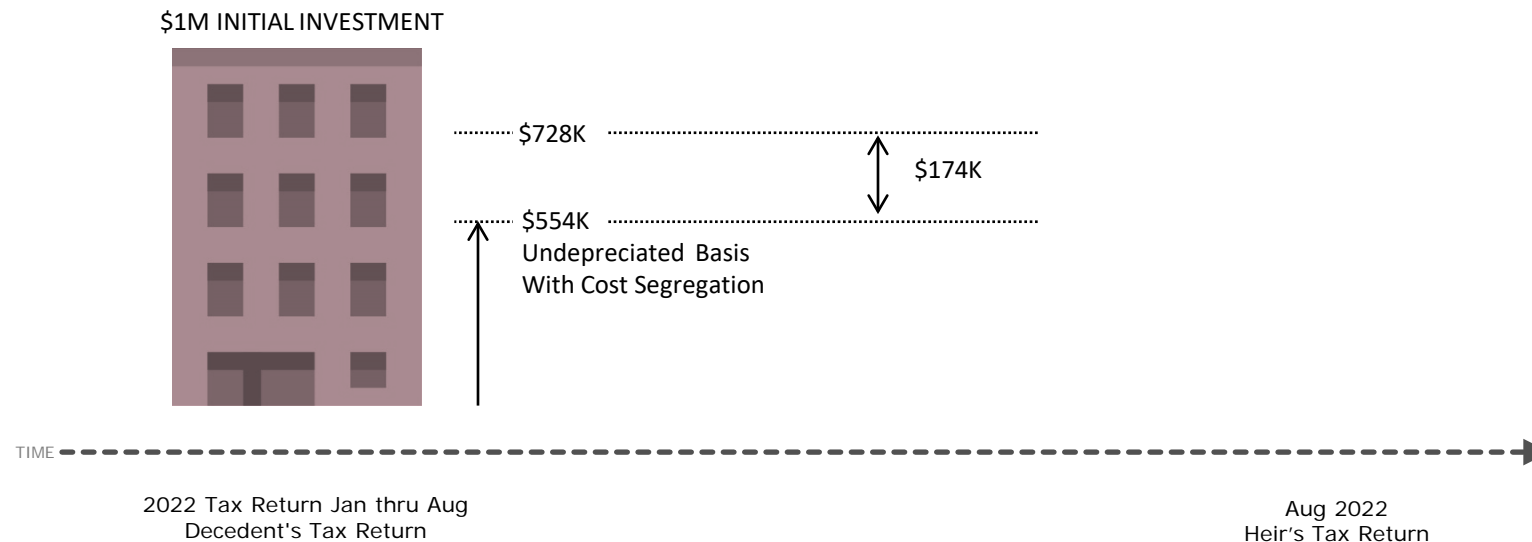 $1M INITIAL INVESTMENT
$728K
$174K
$554K
Undepreciated Basis
With Cost Segregation
TIME
2022 Tax Return Jan thru Aug
Decedent's Tax Return
Aug 2022
Heir’s Tax Return